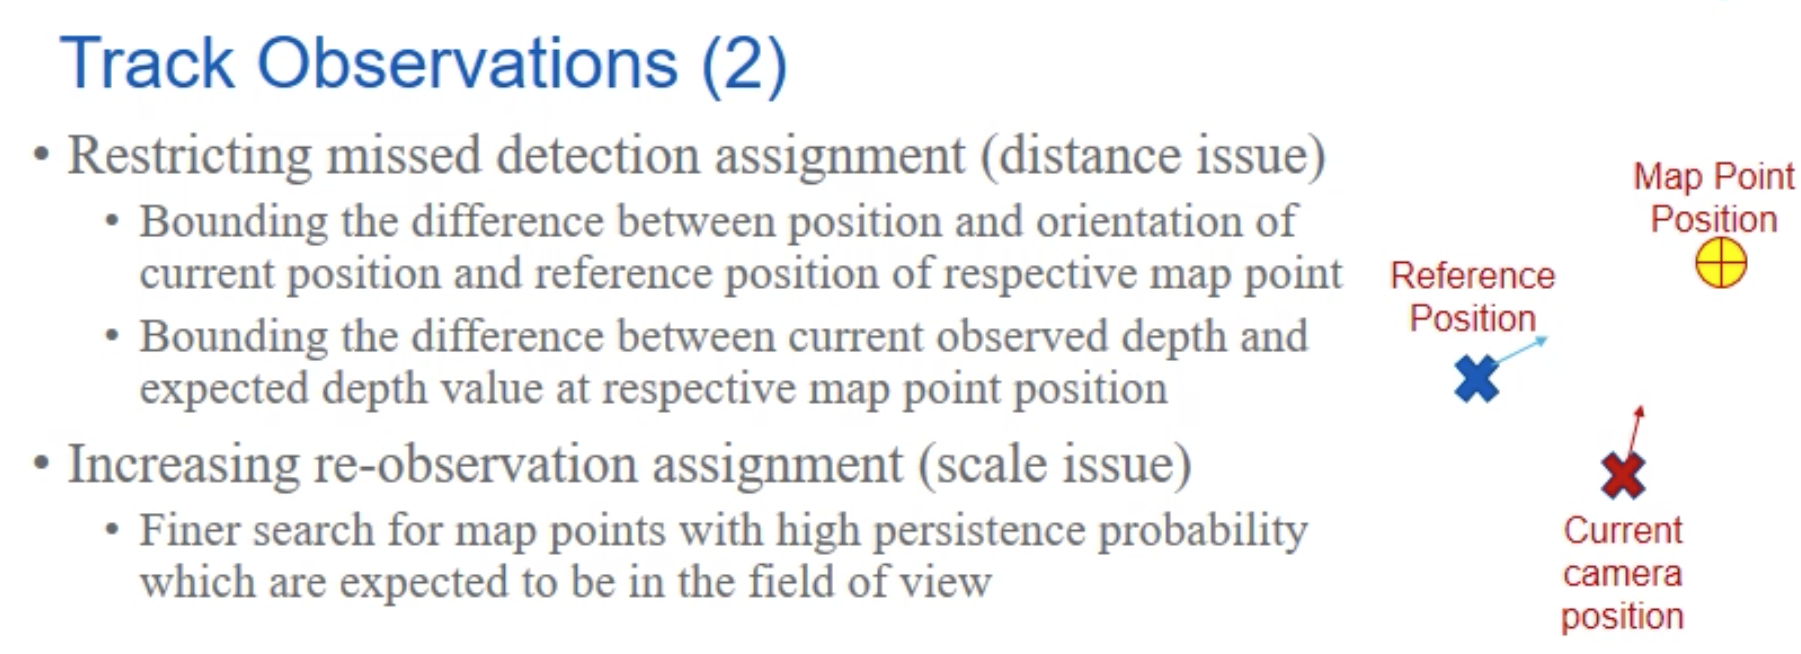 Track Observations (2)
• Restricting missed detection assignment (distance issue)
• Bounding the difference between position and orientation of
current position and reference position of respective map point
• Bounding the difference between current observed depth and
expected depth value at respective map point position
• Increasing re-observation assignment (scale issue)
• Finer search for map points with high persistence probability
which are expected to be in the field of view
Map Point
Position
Reference
Position
Current
camera
position